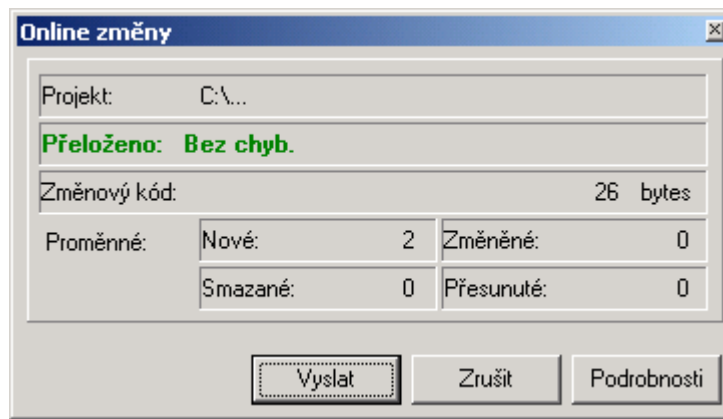 Online změny
Projekt: C:\...
Přeloženo: Bez chyb.
Změnový kód: 26 bytes
Proměnné: Nové: 2 Změněné: 0
Smazané: 0 Přesunuté: 0
Vyslat Zrušit Podrobnosti